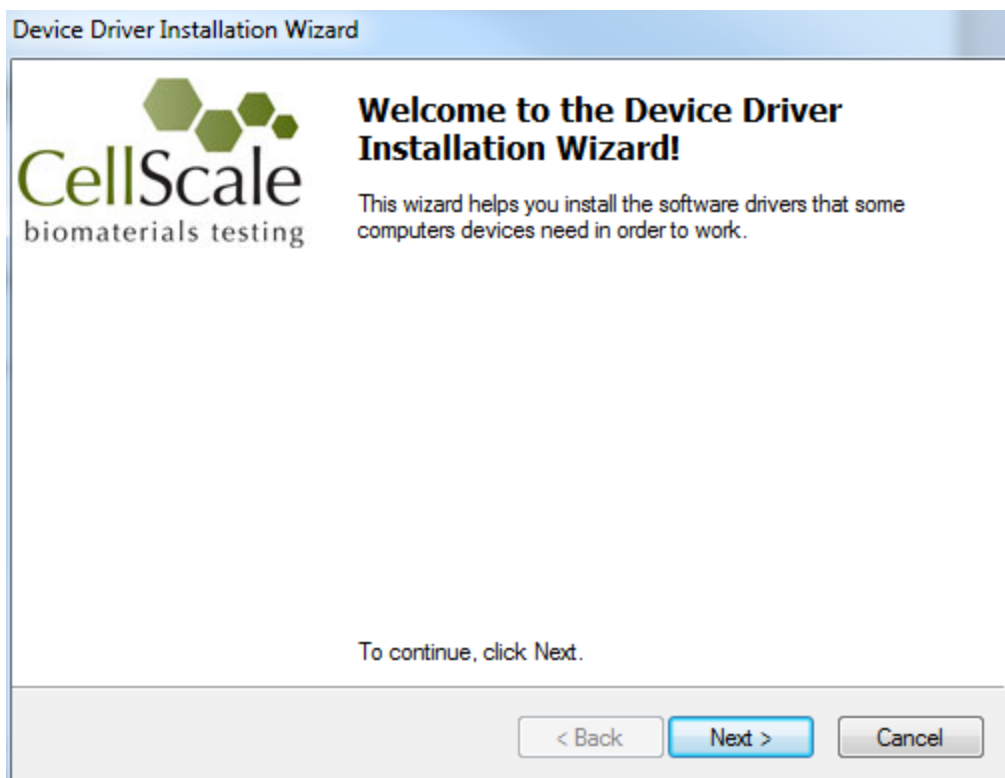 Device Driver Installation Wizard
CellScale
biomaterials testing
Welcome to the Device Driver
Installation Wizard!
This wizard helps you install the software drivers that some
computers devices need in order to work.
To continue, click Next.
< Back
Next >
Cancel